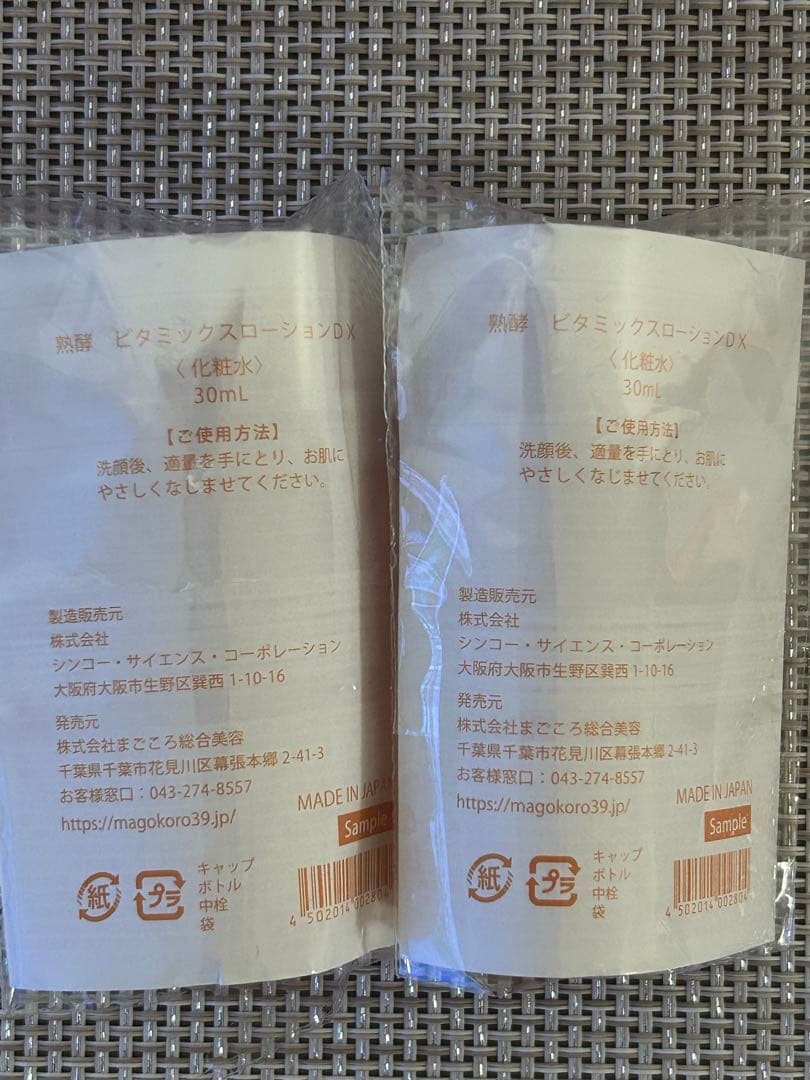 熟酵 ビタミックスローションDX
〈化粧水〉
30mL
【ご使用方法】
洗顔後、適量を手にとり、お肌に
やさしくなじませてください。
製造販売元
株式会社
シンコー・サイエンス・コーポレーション
大阪府大阪市生野区巽西 1-10-16
発売元
株式会社まごころ総合美容
千葉県千葉市花見川区幕張本郷 2-41-3
お客様窓口：043-274-8557
https://magokoro39.jp/
MADE IN JAPAN
Sample
紙
プラ
キャップ
ボトル
中栓
袋
4 502014 002804
熟酵 ビタミックスローションDX
〈化粧水〉
30mL
【ご使用方法】
洗顔後、適量を手にとり、お肌に
やさしくなじませてください。
製造販売元
株式会社
シンコー・サイエンス・コーポレーション
大阪府大阪市生野区巽西 1-10-16
発売元
株式会社まごころ総合美容
千葉県千葉市花見川区幕張本郷 2-41-3
お客様窓口：043-274-8557
https://magokoro39.jp/
MADE IN JAPAN
Sample
紙
プラ
キャップ
ボトル
中栓
袋
4 502014 002804